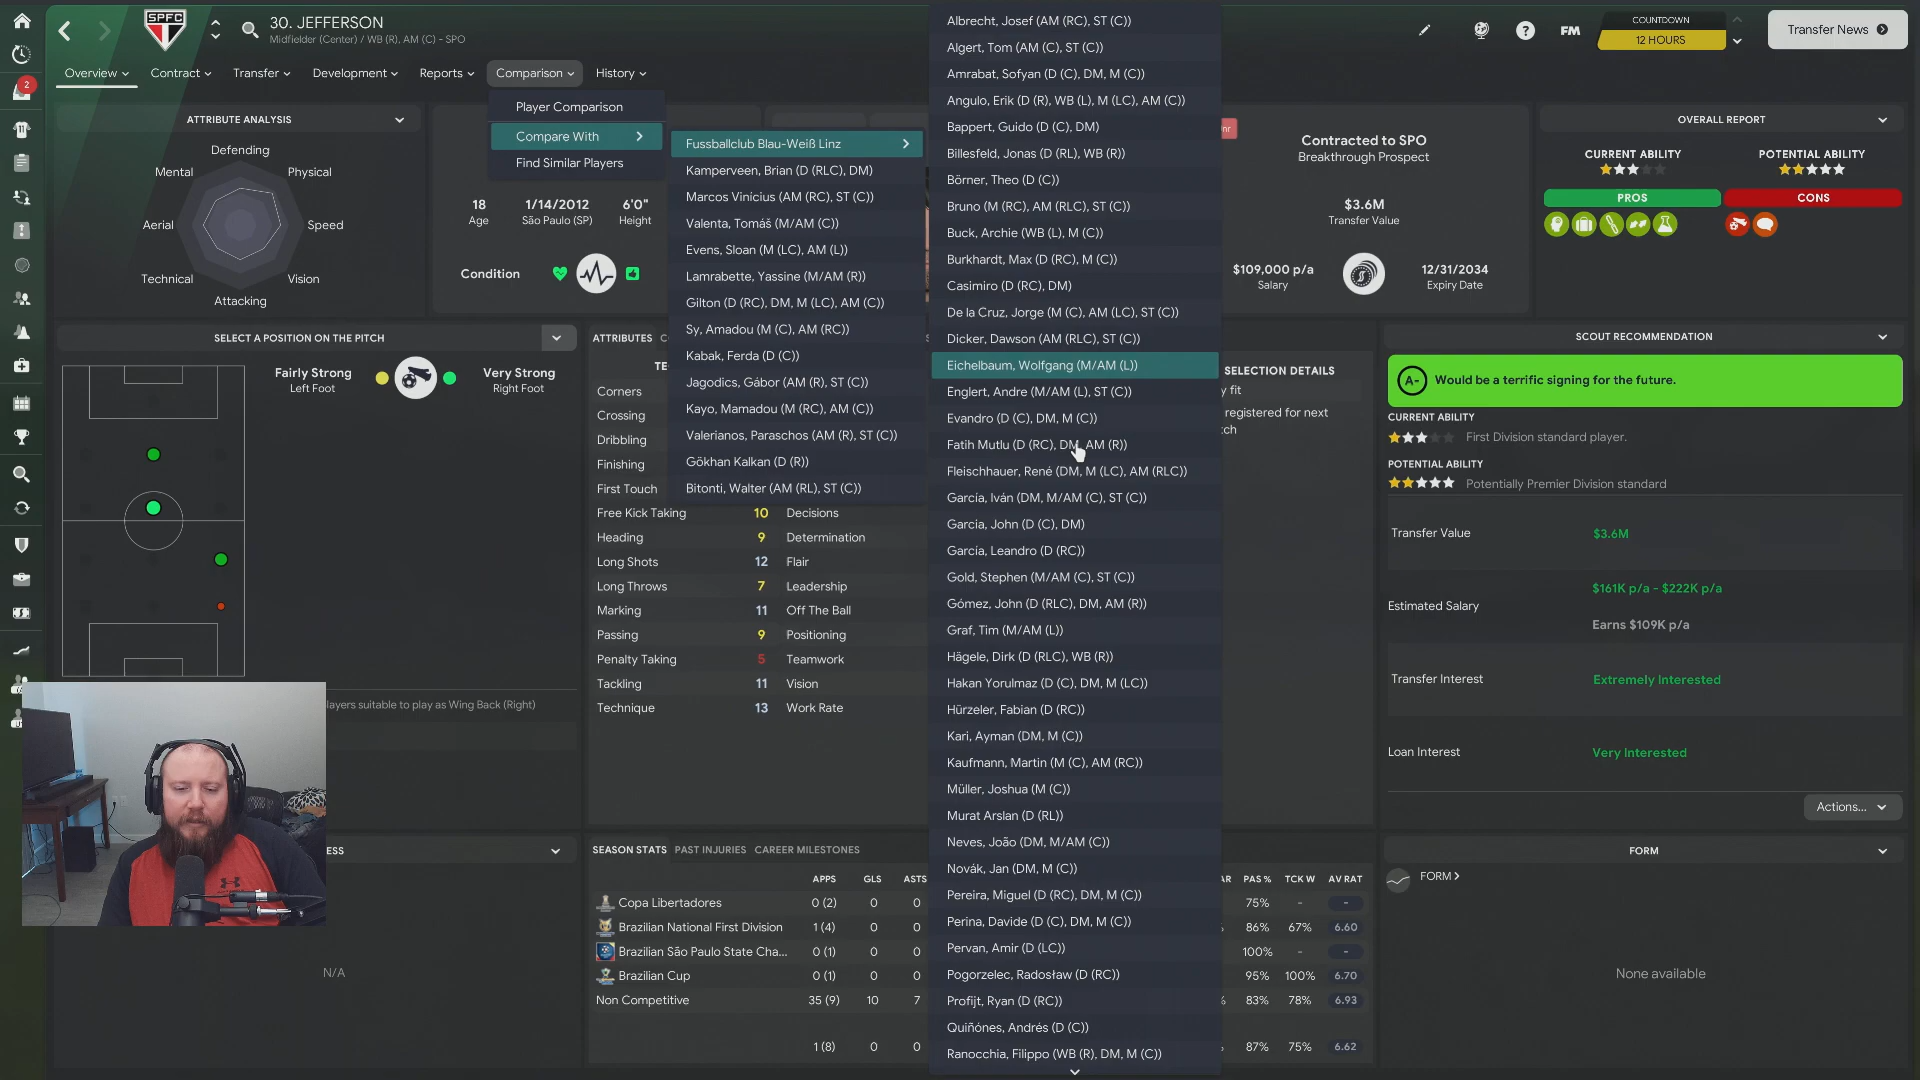 30. JEFFERSON
Midfielder (Center) / WB (R), AM (C) - SPO
SPFC
2
Overview
Contract
Transfer
Development
Reports
Comparison
History
FM
COUNTDOWN
12 HOURS
Transfer News
Player Comparison
Compare With
Find Similar Players
Fussballclub Blau-Weiß Linz
Kamperveen, Brian (D (RLC), DM)
Marcos Vinícius (AM (RC), ST (C))
Valenta, Tomáš (M/AM (C))
Evens, Sloan (M (LC), AM (L))
Lamrabette, Yassine (M/AM (R))
Gilton (D (RC), DM, M (LC), AM (C))
Sy, Amadou (M (C), AM (RC))
Kabak, Ferda (D (C))
Jagodics, Gábor (AM (R), ST (C))
Kayo, Mamadou (M (RC), AM (C))
Valerianos, Paraschos (AM (R), ST (C))
Gökhan Kalkan (D (R))
Bitonti, Walter (AM (RL), ST (C))
Albrecht, Josef (AM (RC), ST (C))
Algert, Tom (AM (C), ST (C))
Amrabat, Sofyan (D (C), DM, M (C))
Angulo, Erik (D (R), WB (L), M (LC), AM (C))
Bappert, Guido (D (C), DM)
Billesfeld, Jonas (D (RL), WB (R))
Börner, Theo (D (C))
Bruno (M (RC), AM (RLC), ST (C))
Buck, Archie (WB (L), M (C))
Burkhardt, Max (D (RC), M (C))
Casimiro (D (RC), DM)
De la Cruz, Jorge (M (C), AM (LC), ST (C))
Dicker, Dawson (AM (RLC), ST (C))
Eichelbaum, Wolfgang (M/AM (L))
Englert, Andre (M/AM (L), ST (C))
Evandro (D (C), DM, M (C))
Fatih Mutlu (D (RC), DM, AM (R))
Fleischhauer, René (DM, M (LC), AM (RLC))
García, Iván (DM, M/AM (C), ST (C))
Garcia, John (D (C), DM)
García, Leandro (D (RC))
Gold, Stephen (M/AM (C), ST (C))
Gómez, John (D (RLC), DM, AM (R))
Graf, Tim (M/AM (L))
Hägele, Dirk (D (RLC), WB (R))
Hakan Yorulmaz (D (C), DM, M (LC))
Hürzeler, Fabian (D (RC))
Kari, Ayman (DM, M (C))
Kaufmann, Martin (M (C), AM (RC))
Müller, Joshua (M (C))
Murat Arslan (D (RL))
Neves, João (DM, M/AM (C))
Novák, Jan (DM, M (C))
Pereira, Miguel (D (RC), DM, M (C))
Perina, Davide (D (C), DM, M (C))
Pervan, Amir (D (LC))
Pogorzelec, Radosław (D (RC))
Profijt, Ryan (D (RC))
Quiñónes, Andrés (D (C))
Ranocchia, Filippo (WB (R), DM, M (C))
ATTRIBUTE ANALYSIS
Defending
Mental
Physical
Aerial
Speed
Technical
Vision
Attacking
18
Age
1/14/2012
São Paulo (SP)
6'0"
Height
Condition
Contracted to SPO
Breakthrough Prospect
$3.6M
Transfer Value
$109,000 p/a
Salary
12/31/2034
Expiry Date
OVERALL REPORT
CURRENT ABILITY
POTENTIAL ABILITY
PROS
CONS
SELECT A POSITION ON THE PITCH
Fairly Strong
Left Foot
Very Strong
Right Foot
layers suitable to play as Wing Back (Right)
ESS
N/A
ATTRIBUTES
TE
Corners
Crossing
Dribbling
Finishing
First Touch
Free Kick Taking 10 Decisions
Heading 9 Determination
Long Shots 12 Flair
Long Throws 7 Leadership
Marking 11 Off The Ball
Passing 9 Positioning
Penalty Taking 5 Teamwork
Tackling 11 Vision
Technique 13 Work Rate
SELECTION DETAILS
y fit
registered for next
tch
SCOUT RECOMMENDATION
A- Would be a terrific signing for the future.
CURRENT ABILITY
First Division standard player.
POTENTIAL ABILITY
Potentially Premier Division standard
Transfer Value $3.6M
Estimated Salary $161K p/a - $222K p/a
Earns $109K p/a
Transfer Interest Extremely Interested
Loan Interest Very Interested
Actions...
SEASON STATS PAST INJURIES CAREER MILESTONES
APPS GLS ASTS AR PAS % TCK W AV RAT
Copa Libertadores 0 (2) 0 0 75% - -
Brazilian National First Division 1 (4) 0 0 86% 67% 6.60
Brazilian São Paulo State Cha... 0 (1) 0 0 100% - -
Brazilian Cup 0 (1) 0 0 95% 100% 6.70
Non Competitive 35 (9) 10 7 83% 78% 6.93
1 (8) 0 0 87% 75% 6.62
FORM
FORM
None available